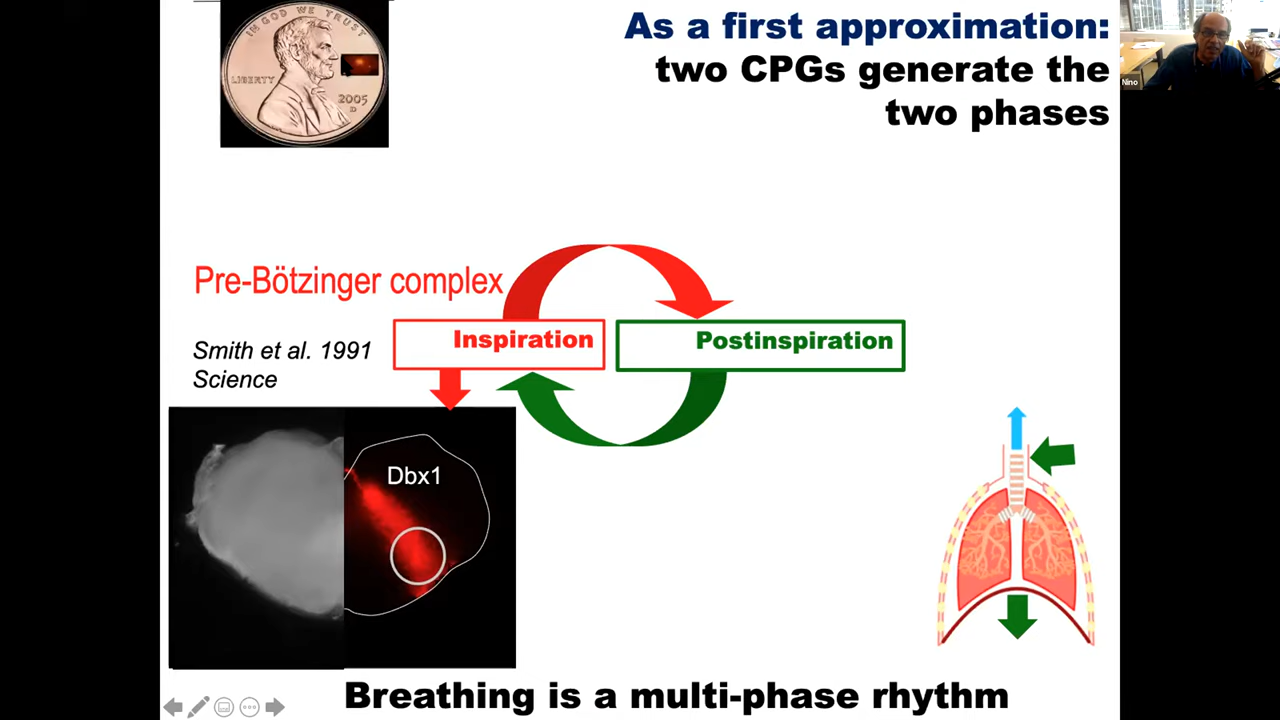 IN GOD WE TRUST
LIBERTY
2005
D
As a first approximation:
two CPGs generate the
two phases
Nino
Pre-Bötzinger complex
Smith et al. 1991
Science
Inspiration
Postinspiration
Dbx1
Breathing is a multi-phase rhythm